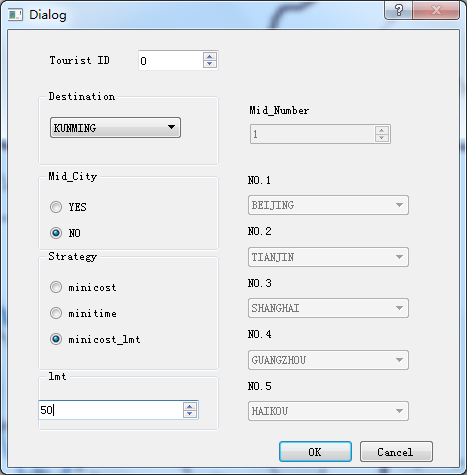 Dialog
Tourist ID
0
Destination
KUNMING
Mid_Number
1
Mid_City
YES
NO
NO.1
BEIJING
NO.2
TIANJIN
Strategy
minicost
minitime
minicost_lmt
NO.3
SHANGHAI
NO.4
GUANGZHOU
lmt
50
NO.5
HAIKOU
OK
Cancel